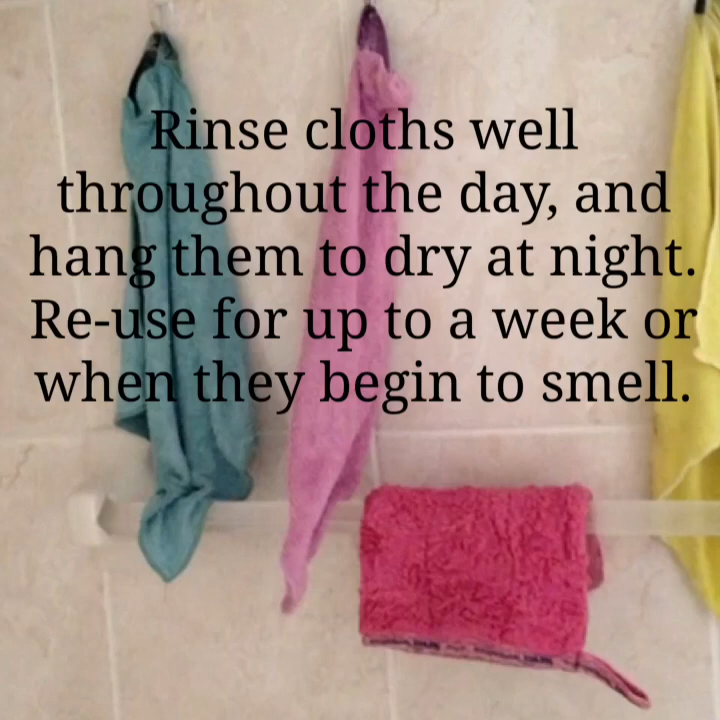 Rinse cloths well
throughout the day, and
hang them to dry at night.
Re-use for up to a week or
when they begin to smell.